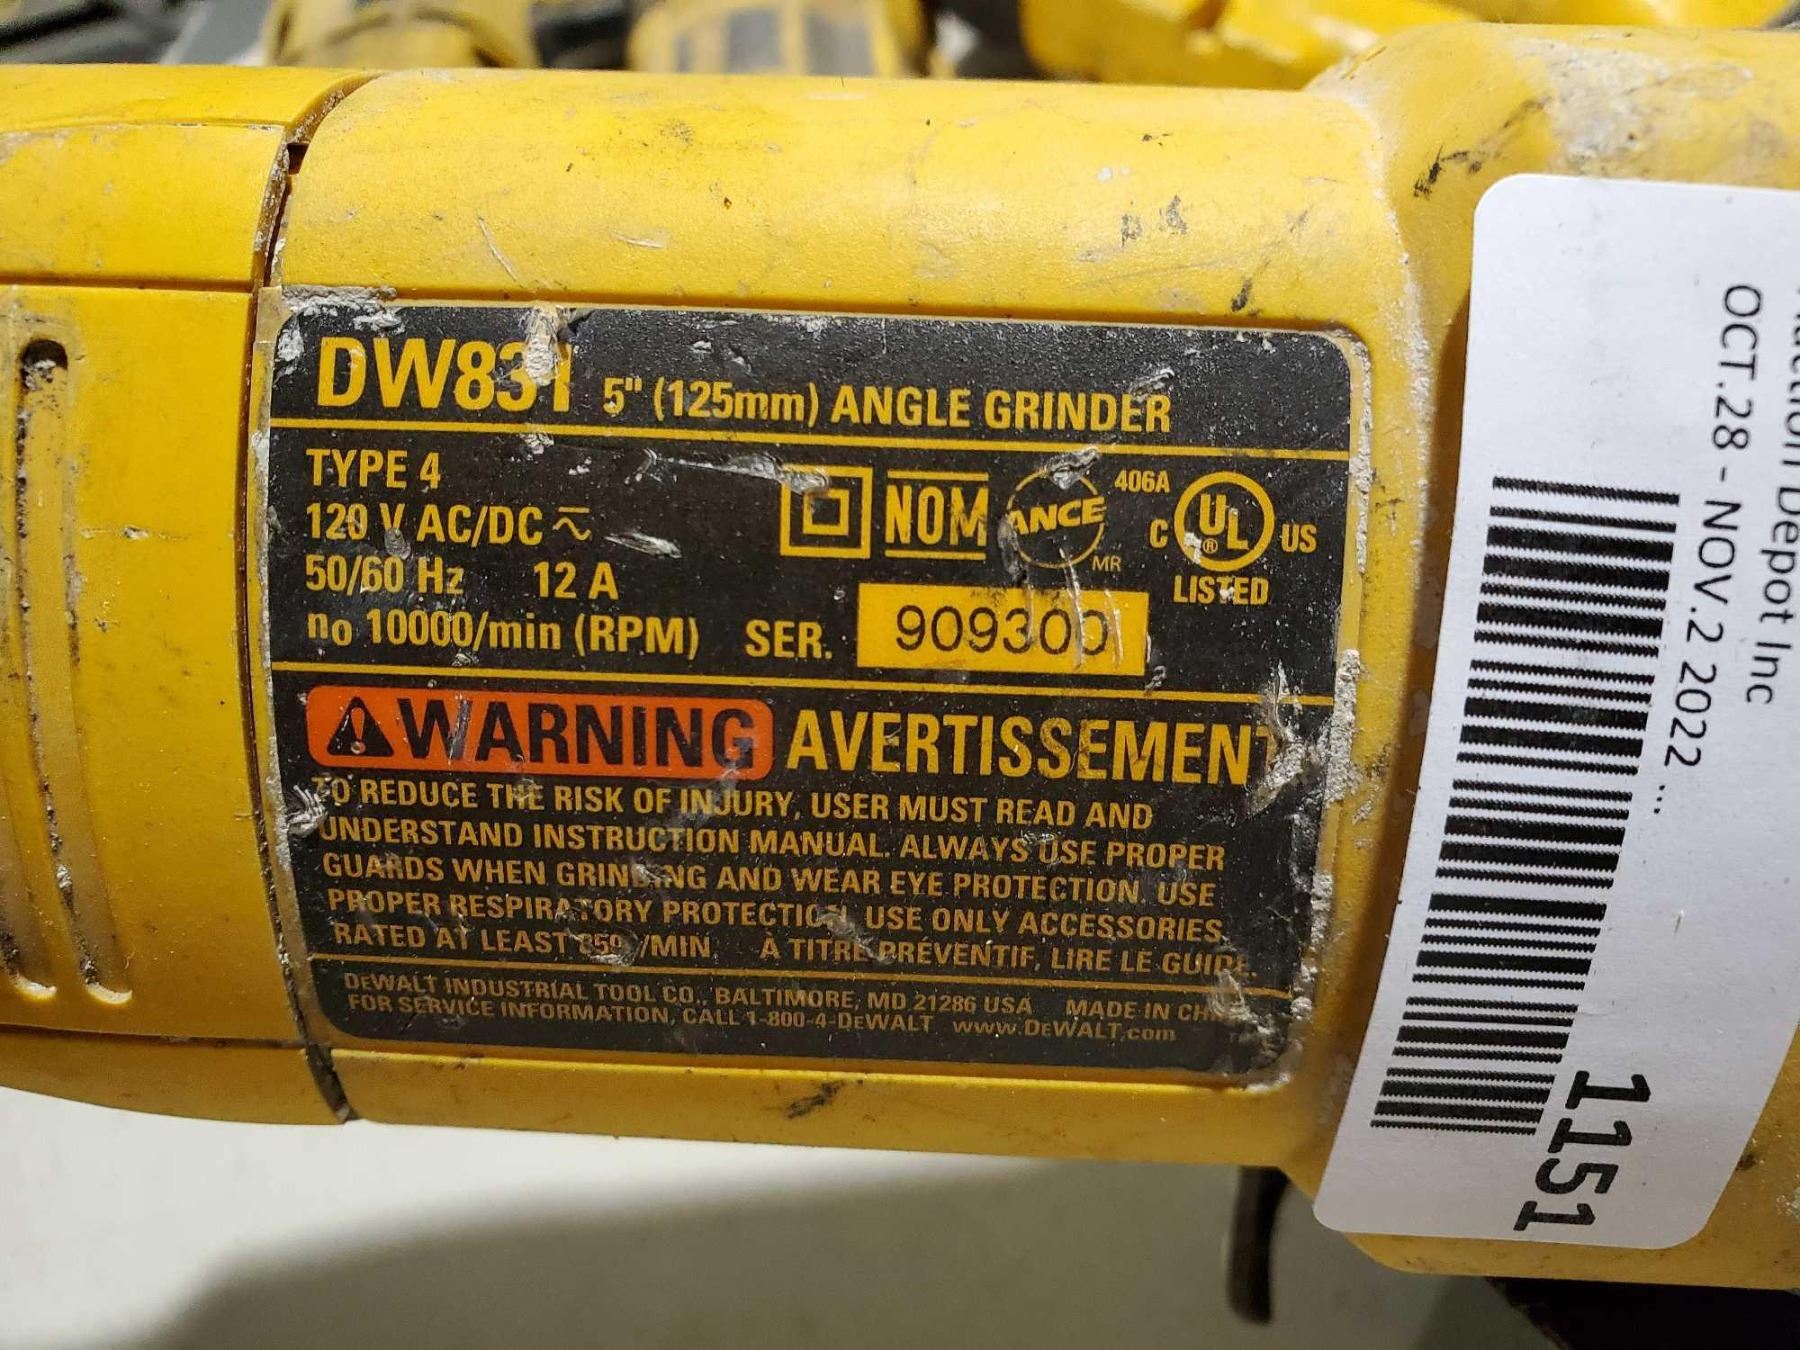 DW831 5" (125mm) ANGLE GRINDER
TYPE 4
120 V AC/DC
50/60 Hz 12 A
no 10000/min (RPM) SER. 909300
NOM
ANCE
MR
406A
C UL ® US
LISTED
WARNING AVERTISSEMENT
TO REDUCE THE RISK OF INJURY, USER MUST READ AND
UNDERSTAND INSTRUCTION MANUAL. ALWAYS USE PROPER
GUARDS WHEN GRINDING AND WEAR EYE PROTECTION. USE
PROPER RESPIRATORY PROTECTION. USE ONLY ACCESSORIES
RATED AT LEAST /MIN À TITRE PRÉVENTIF, LIRE LE GUIDE.
DEWALT INDUSTRIAL TOOL CO., BALTIMORE, MD 21286 USA MADE IN
FOR SERVICE INFORMATION, CALL 1-800-4-DEWALT www.DEWALT.com
Auction Depot Inc
OCT.28 - NOV.2 2022 ...
1151